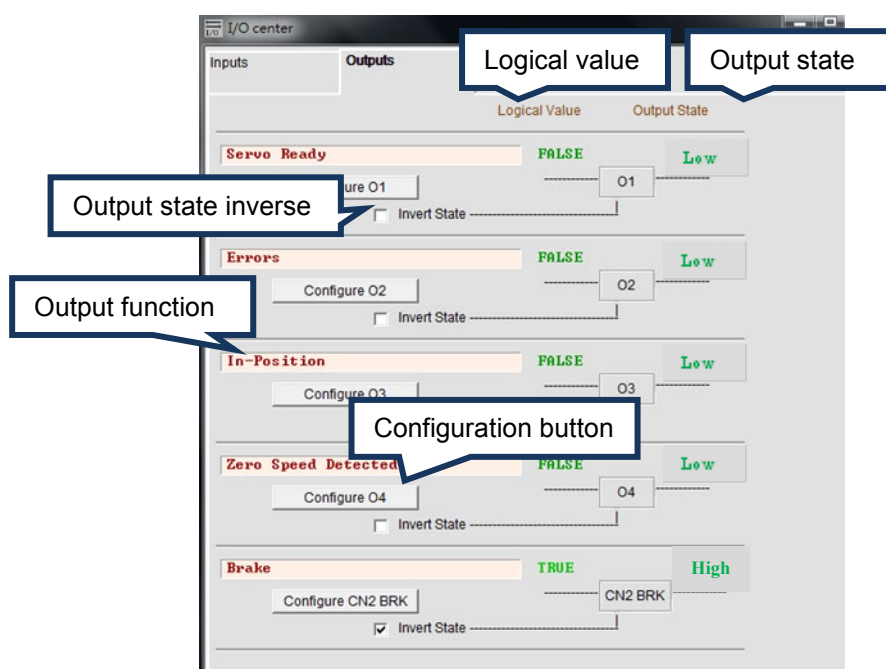 I/O center
Logical value
Output state
Inputs
Outputs
Logical Value Output State
Servo Ready FALSE Low
ure O1 O1
Output state inverse
Invert State
Errors FALSE Low
Configure O2 O2
Output function
Invert State
In-Position FALSE Low
Configure O3 O3
Configuration button
Zero Speed Detected FALSE Low
Configure O4 O4
Invert State
Brake TRUE High
Configure CN2 BRK CN2 BRK
Invert State